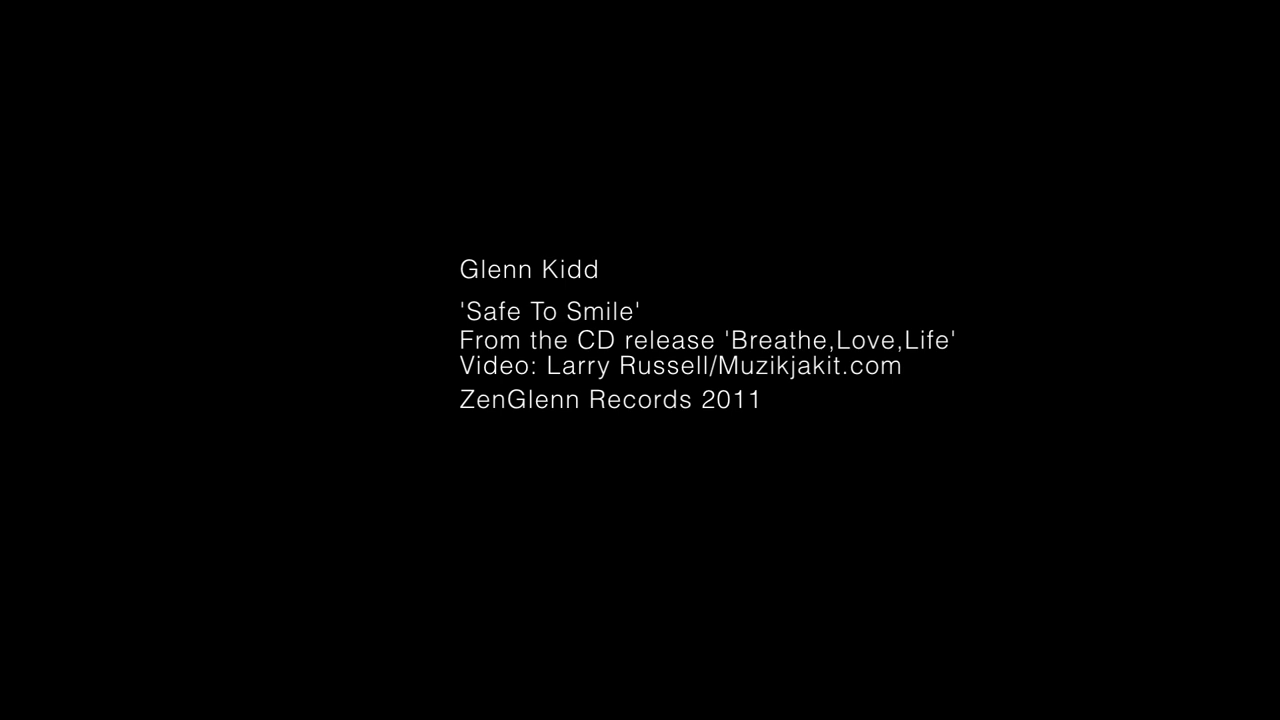 Glenn Kidd
'Safe To Smile'
From the CD release 'Breathe,Love,Life'
Video: Larry Russell/Muzikjakit.com
ZenGlenn Records 2011